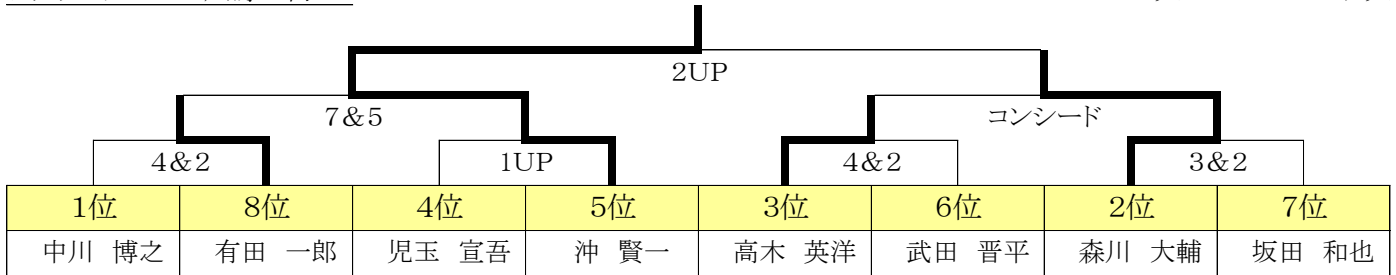 2UP
7&5 コンシード
4&2 1UP 4&2 3&2
1位 8位 4位 5位 3位 6位 2位 7位
中川 博之 有田 一郎 児玉 宣吾 沖 賢一 高木 英洋 武田 晋平 森川 大輔 坂田 和也